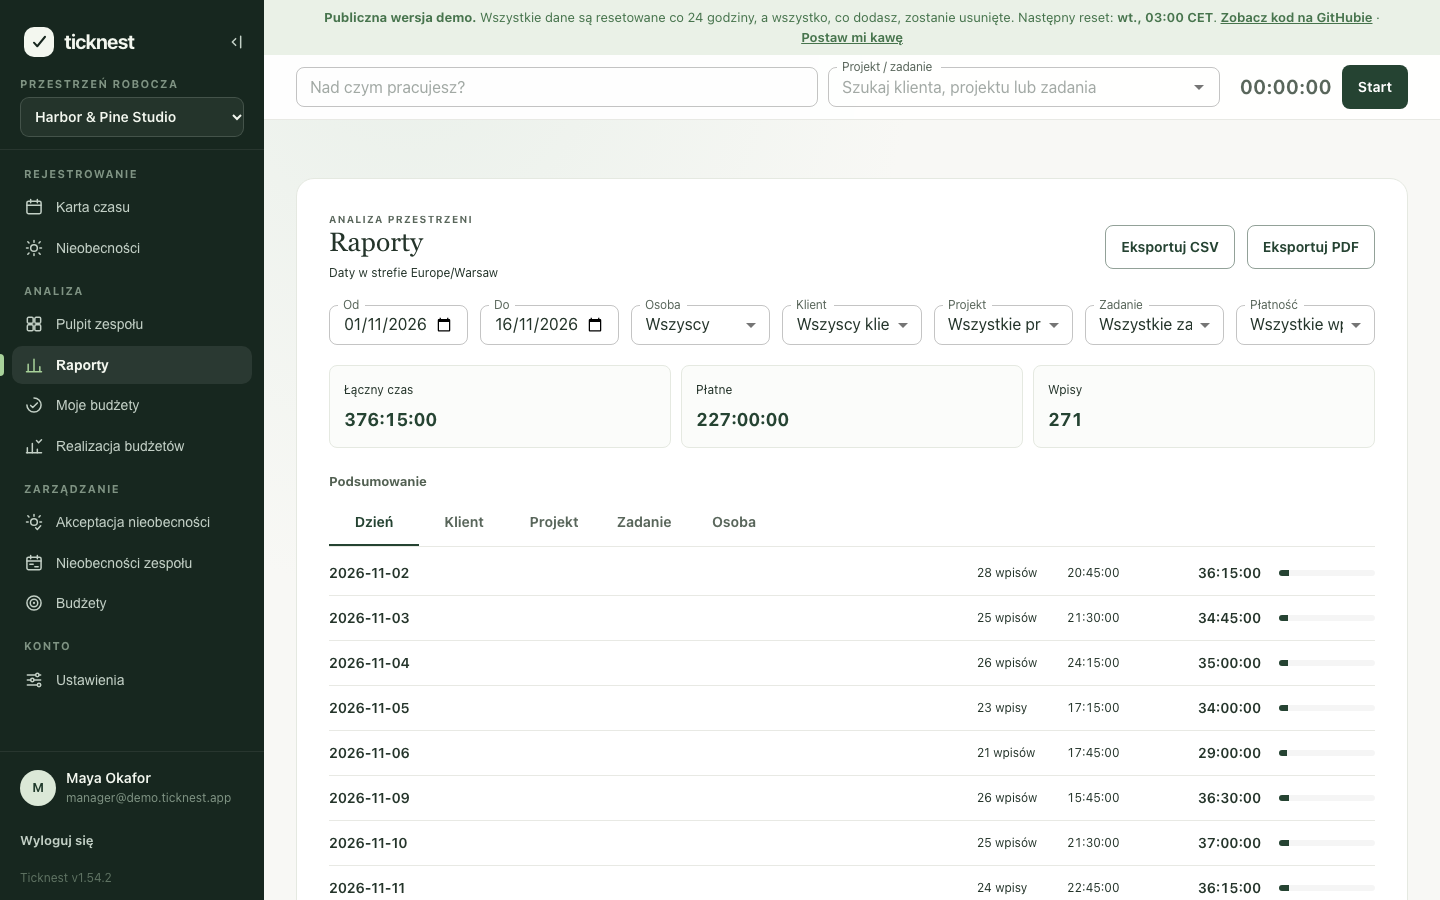 Publiczna wersja demo. Wszystkie dane są resetowane co 24 godziny, a wszystko, co dodasz, zostanie usunięte. Następny reset: wt., 03:00 CET. Zobacz kod na GitHubie ·
Postaw mi kawę
ticknest
PRZESTRZEŃ ROBOCZA
Harbor & Pine Studio
REJESTROWANIE
Karta czasu
Nieobecności
ANALIZA
Pulpit zespołu
Raporty
Moje budżety
Realizacja budżetów
ZARZĄDZANIE
Akceptacja nieobecności
Nieobecności zespołu
Budżety
KONTO
Ustawienia
M
Maya Okafor
manager@demo.ticknest.app
Wyloguj się
Ticknest v1.54.2
Nad czym pracujesz?
Projekt / zadanie
Szukaj klienta, projektu lub zadania
00:00:00
Start
ANALIZA PRZESTRZENI
Raporty
Daty w strefie Europe/Warsaw
Eksportuj CSV
Eksportuj PDF
Od
01/11/2026
Do
16/11/2026
Osoba
Wszyscy
Klient
Wszyscy klie
Projekt
Wszystkie pr
Zadanie
Wszystkie za
Płatność
Wszystkie wp
Łączny czas
376:15:00
Płatne
227:00:00
Wpisy
271
Podsumowanie
Dzień Klient Projekt Zadanie Osoba
2026-11-02 28 wpisów 20:45:00 36:15:00
2026-11-03 25 wpisów 21:30:00 34:45:00
2026-11-04 26 wpisów 24:15:00 35:00:00
2026-11-05 23 wpisy 17:15:00 34:00:00
2026-11-06 21 wpisów 17:45:00 29:00:00
2026-11-09 26 wpisów 15:45:00 36:30:00
2026-11-10 25 wpisów 21:30:00 37:00:00
2026-11-11 24 wpisy 22:45:00 36:15:00